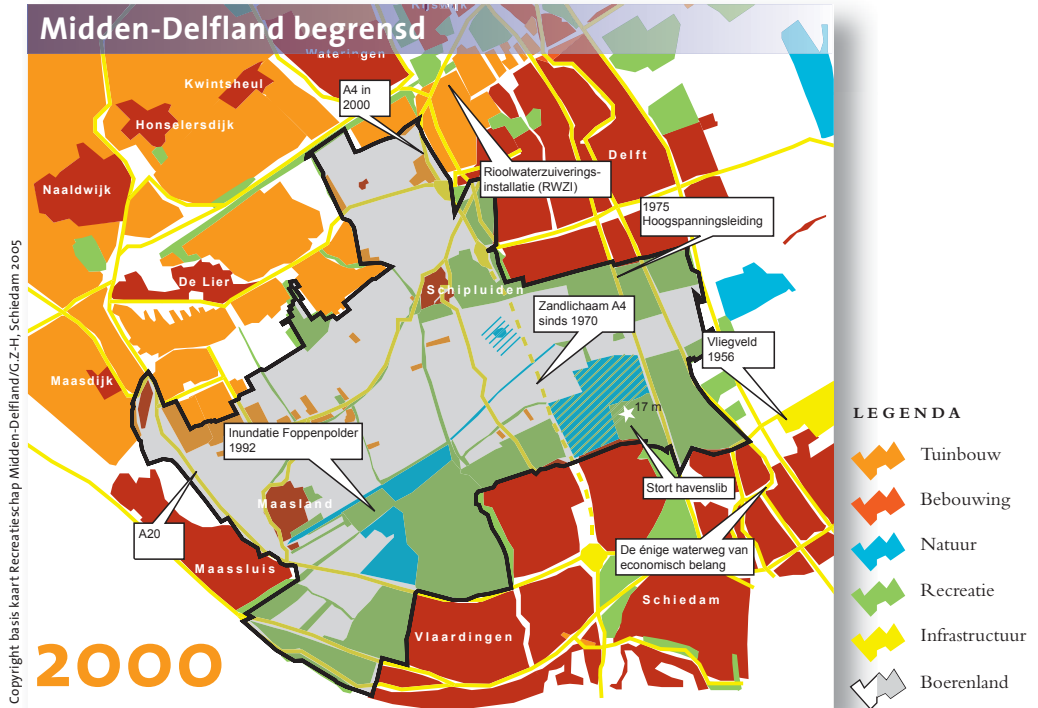 Midden-Delfland begrensd
Rijswijk
Wateringen
Kwintsheul
A4 in
2000
Honselersdijk
Delft
Rioolwaterzuiverings-
installatie (RWZI)
Naaldwijk
1975
Hoogspanningsleiding
De Lier
Schipluiden
Zandlichaam A4
sinds 1970
Vliegveld
1956
Maasdijk
17 m
Inundatie Foppenpolder
1992
Stort havenslib
Maasland
A20
De énige waterweg van
economisch belang
Maassluis
Schiedam
Vlaardingen
2000
Copyright basis kaart Recreatieschap Midden-Delfland/G.Z-H, Schiedam 2005
LEGENDA
Tuinbouw
Bebouwing
Natuur
Recreatie
Infrastructuur
Boerenland